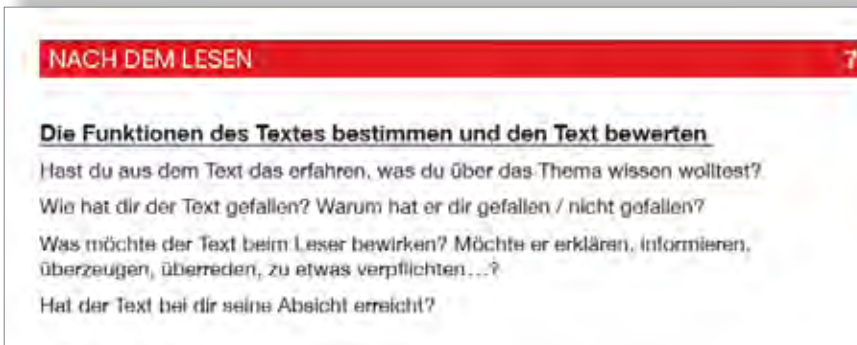 NACH DEM LESEN 7
Die Funktionen des Textes bestimmen und den Text bewerten
Hast du aus dem Text das erfahren, was du über das Thema wissen wolltest?
Wie hat dir der Text gefallen? Warum hat er dir gefallen / nicht gefallen?
Was möchte der Text beim Leser bewirken? Möchte er erklären, informieren,
überzeugen, überreden, zu etwas verpflichten…?
Hat der Text bei dir seine Absicht erreicht?